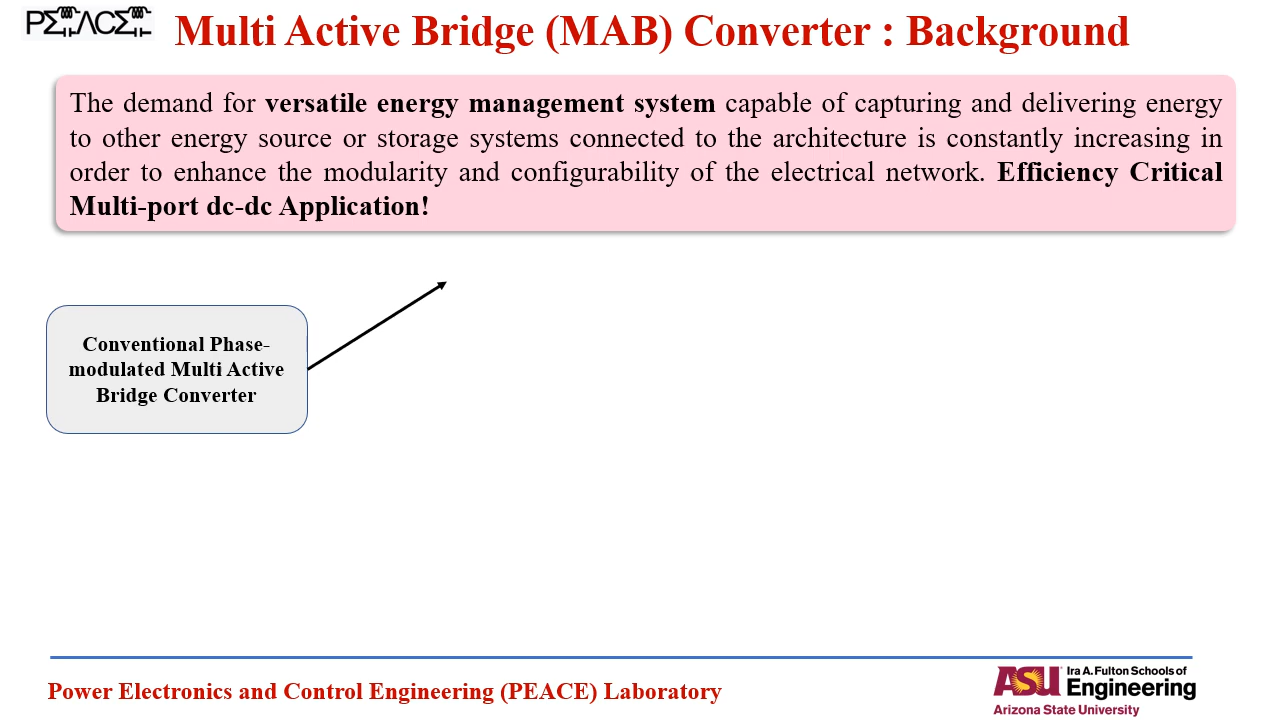 PΣΛCΣ
Multi Active Bridge (MAB) Converter : Background
The demand for versatile energy management system capable of capturing and delivering energy
to other energy source or storage systems connected to the architecture is constantly increasing in
order to enhance the modularity and configurability of the electrical network. Efficiency Critical
Multi-port dc-dc Application!
Conventional Phase-
modulated Multi Active
Bridge Converter
Power Electronics and Control Engineering (PEACE) Laboratory
ASU Ira A. Fulton Schools of
Engineering
Arizona State University